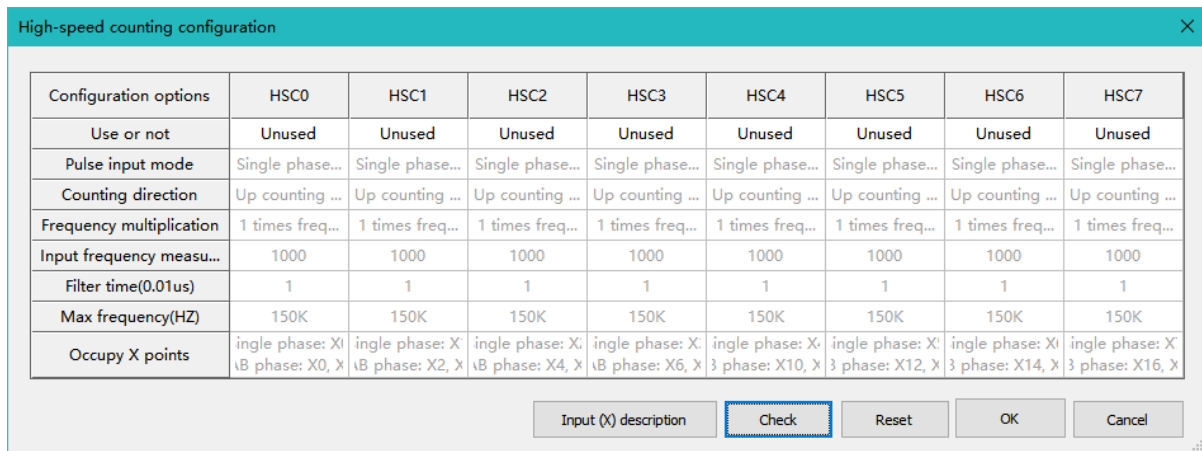 High-speed counting configuration
Configuration options HSC0 HSC1 HSC2 HSC3 HSC4 HSC5 HSC6 HSC7
Use or not Unused Unused Unused Unused Unused Unused Unused Unused
Pulse input mode Single phase... Single phase... Single phase... Single phase... Single phase... Single phase... Single phase... Single phase...
Counting direction Up counting ... Up counting ... Up counting ... Up counting ... Up counting ... Up counting ... Up counting ... Up counting ...
Frequency multiplication 1 times freq... 1 times freq... 1 times freq... 1 times freq... 1 times freq... 1 times freq... 1 times freq... 1 times freq...
Input frequency measu... 1000 1000 1000 1000 1000 1000 1000 1000
Filter time(0.01us) 1 1 1 1 1 1 1 1
Max frequency(HZ) 150K 150K 150K 150K 150K 150K 150K 150K
Occupy X points
ingle phase: ingle phase: ingle phase: ingle phase: ingle phase: ingle phase: ingle phase: ingle phase:
phase: X0, X phase: X2, X phase: X4, X phase: X6, X phase: X10, X phase: X12, X phase: X14, X phase: X16, X
Input (X) description Check Reset OK Cancel